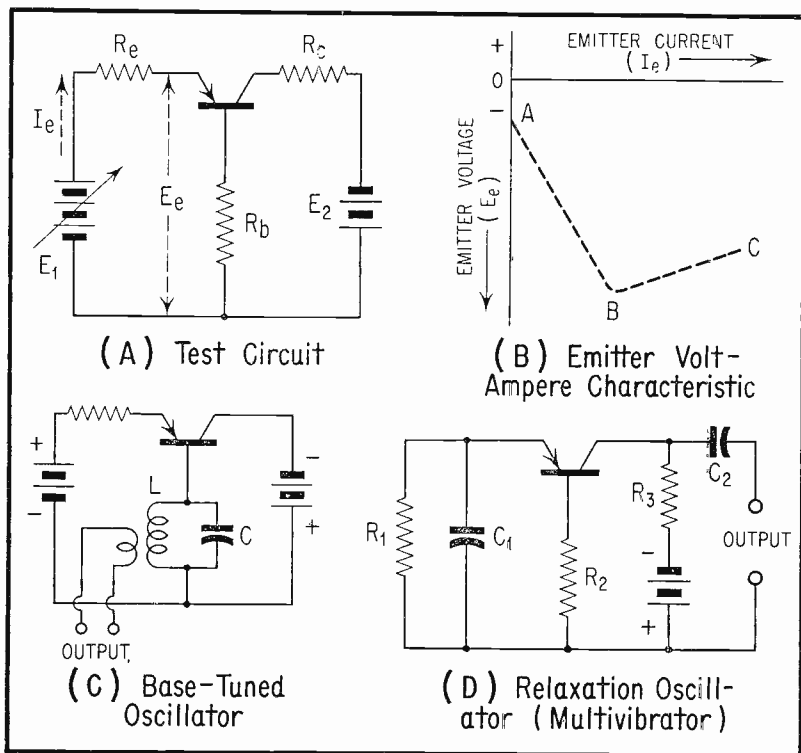 Re
Rc
Ie
Ee
E1
Rb
E2
(A) Test Circuit
EMITTER CURRENT
(Ie)
+
0
−
EMITTER VOLTAGE
(Ee)
A
B
C
(B) Emitter Volt-
Ampere Characteristic
+
−
L
C
−
+
OUTPUT
(C) Base-Tuned
Oscillator
R1
C1
R2
R3
C2
−
+
OUTPUT
(D) Relaxation Oscill-
ator (Multivibrator)